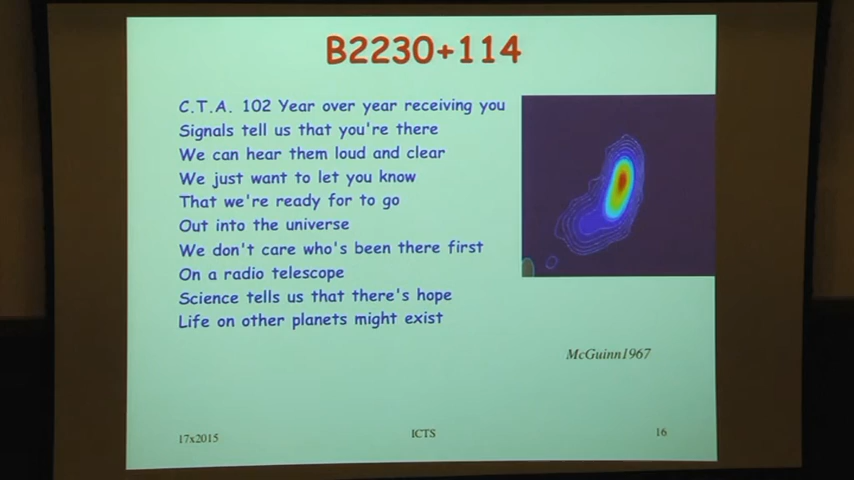 B2230+114
C.T.A. 102 Year over year receiving you
Signals tell us that you're there
We can hear them loud and clear
We just want to let you know
That we're ready for to go
Out into the universe
We don't care who's been there first
On a radio telescope
Science tells us that there's hope
Life on other planets might exist
McGuinn1967
17x2015
ICTS
16